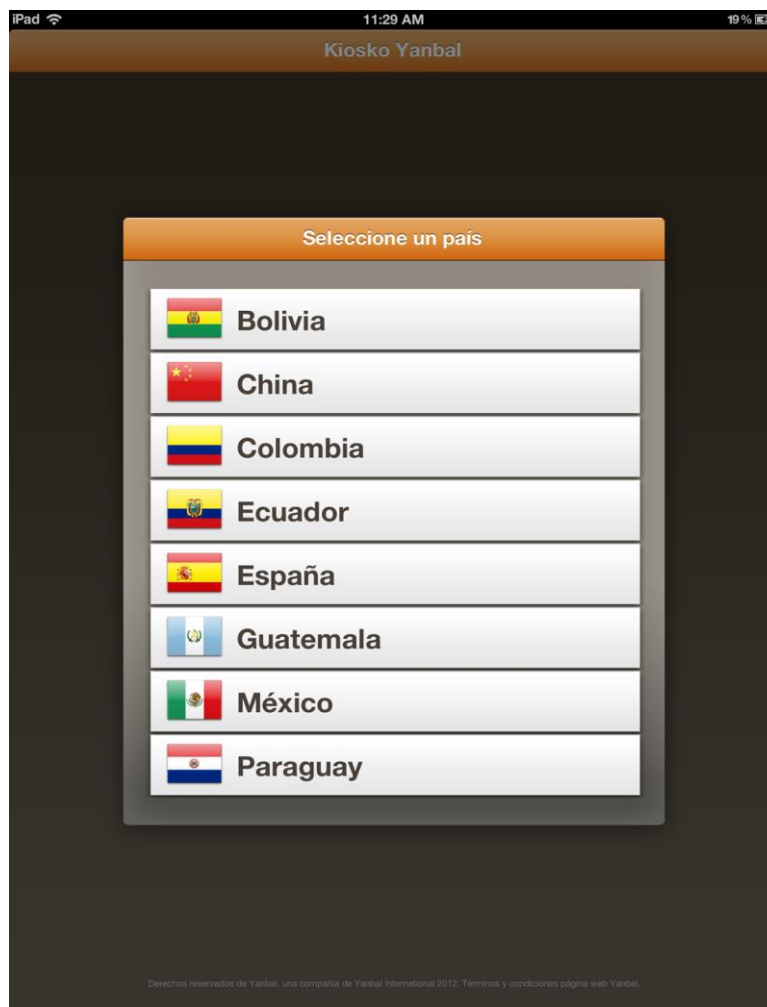 iPad 11:29 AM 19 %
Kiosko Yanbal
Seleccione un país
Bolivia
China
Colombia
Ecuador
España
Guatemala
México
Paraguay
Derechos reservados de Yanbal, una compañía de Yanbal International 2012. Términos y condiciones página web Yanbal.